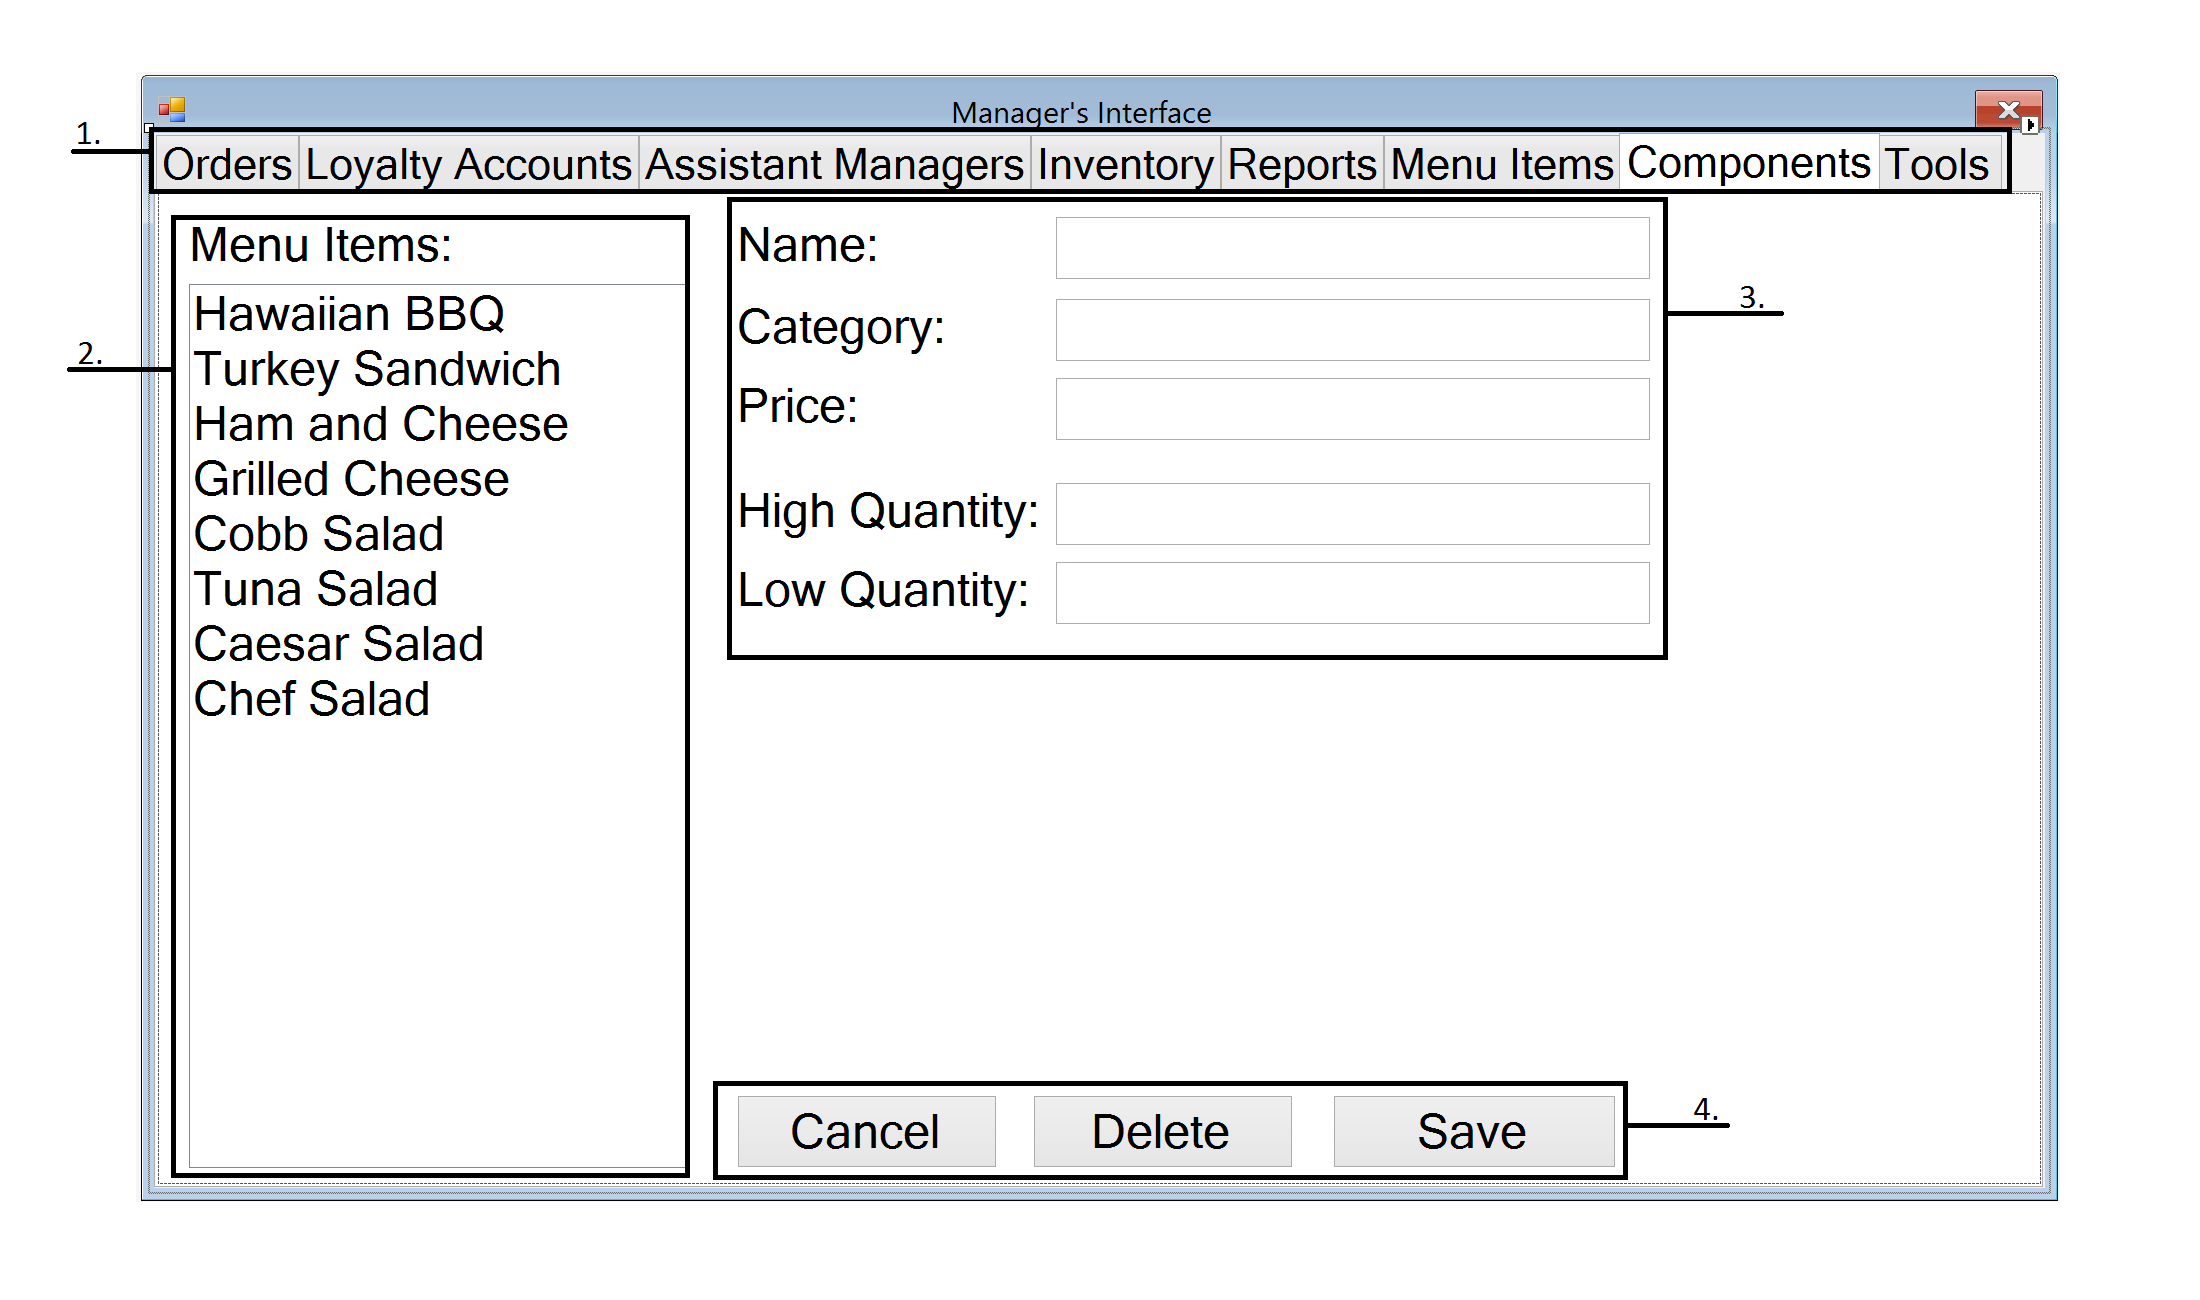 Manager's Interface
1.
Orders Loyalty Accounts Assistant Managers Inventory Reports Menu Items Components Tools
Menu Items:
Hawaiian BBQ
2.
Turkey Sandwich
Ham and Cheese
Grilled Cheese
Cobb Salad
Tuna Salad
Caesar Salad
Chef Salad
Name:
3.
Category:
Price:
High Quantity:
Low Quantity:
4.
Cancel Delete Save